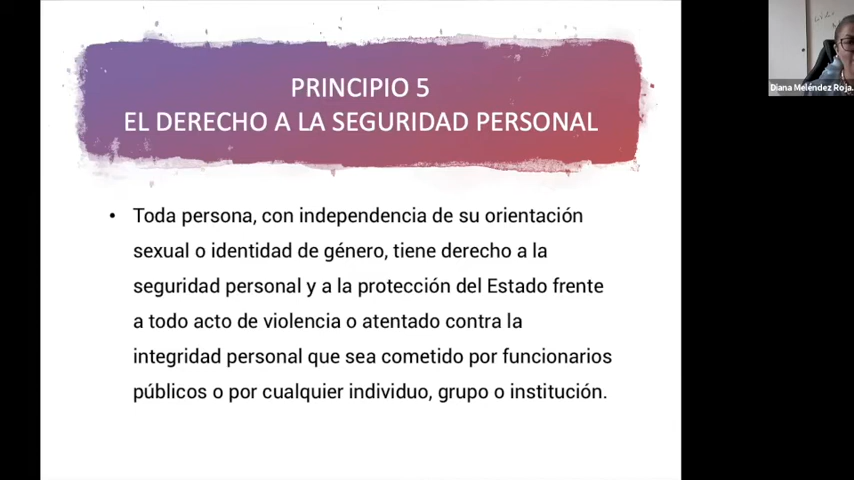 PRINCIPIO 5
EL DERECHO A LA SEGURIDAD PERSONAL
Diana Meléndez Roja.
• Toda persona, con independencia de su orientación
sexual o identidad de género, tiene derecho a la
seguridad personal y a la protección del Estado frente
a todo acto de violencia o atentado contra la
integridad personal que sea cometido por funcionarios
públicos o por cualquier individuo, grupo o institución.